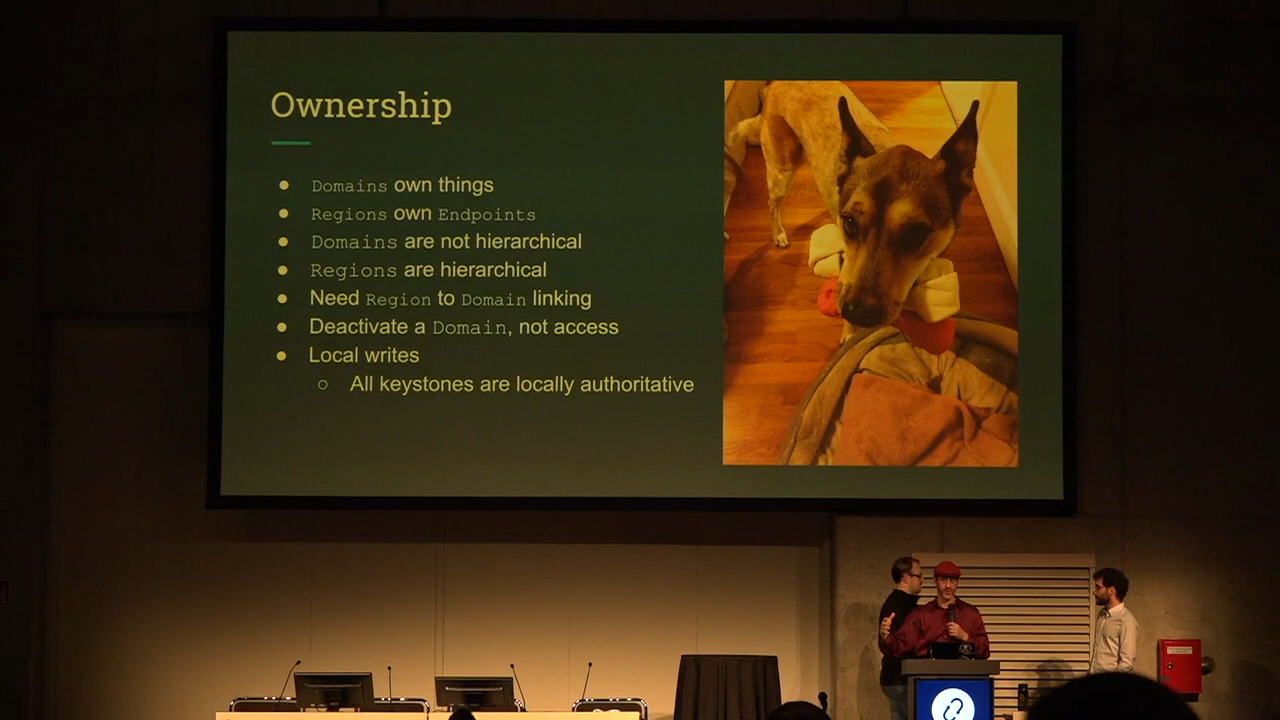 Ownership
Domains own things
Regions own Endpoints
Domains are not hierarchical
Regions are hierarchical
Need Region to Domain linking
Deactivate a Domain, not access
Local writes
All keystones are locally authoritative